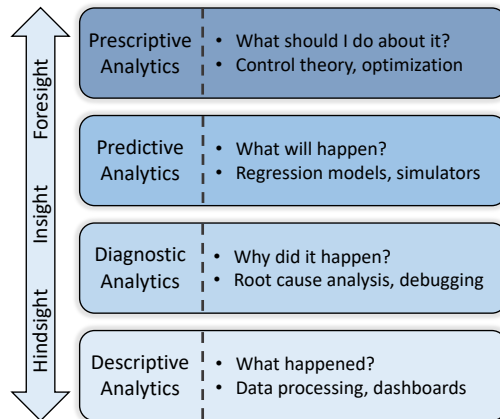 Foresight
Insight
Hindsight
Prescriptive
Analytics
• What should I do about it?
• Control theory, optimization
Predictive
Analytics
• What will happen?
• Regression models, simulators
Diagnostic
Analytics
• Why did it happen?
• Root cause analysis, debugging
Descriptive
Analytics
• What happened?
• Data processing, dashboards